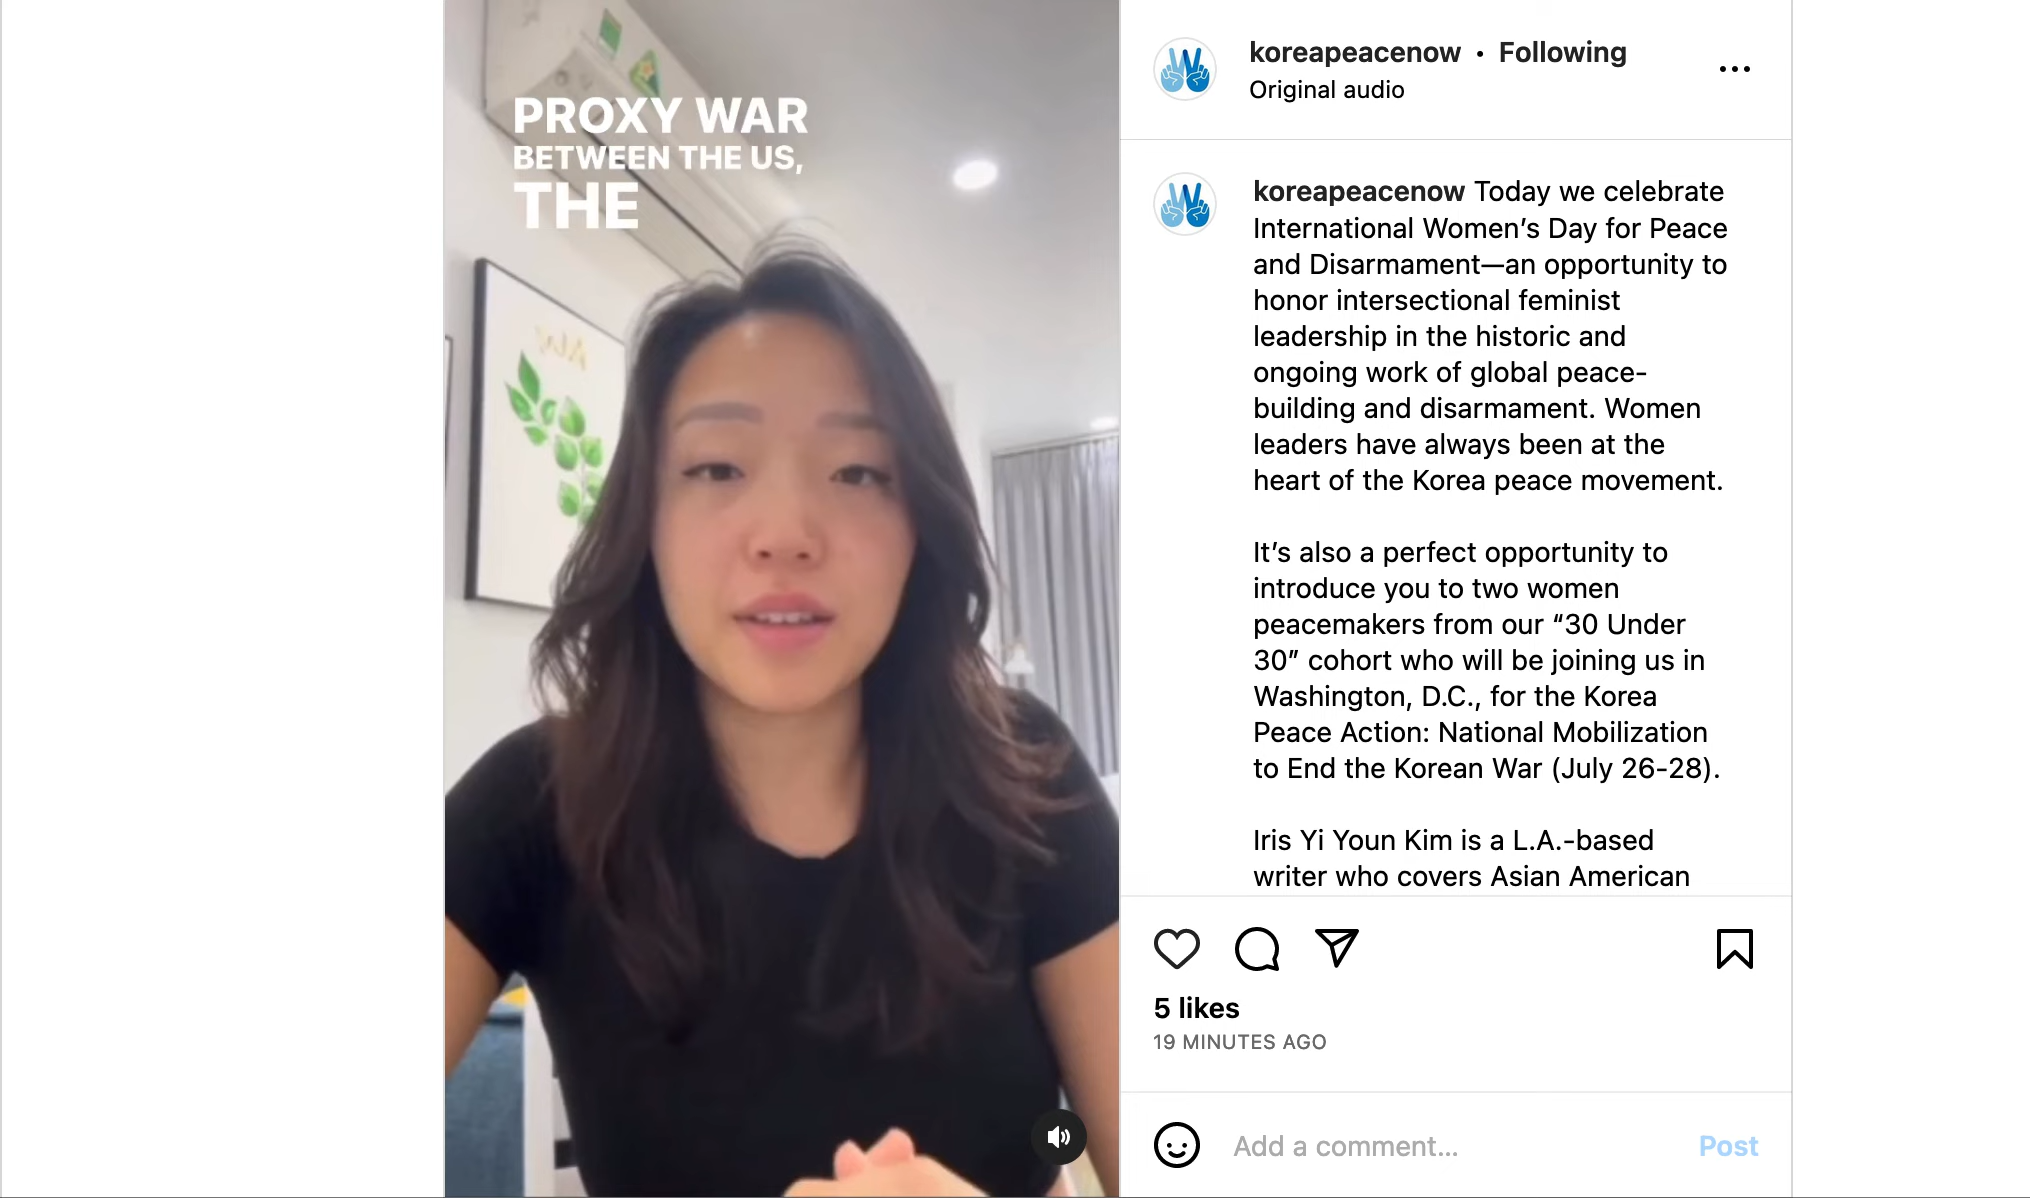 PROXY WAR
BETWEEN THE US,
THE
koreapeacenow • Following
Original audio
koreapeacenow Today we celebrate
International Women’s Day for Peace
and Disarmament—an opportunity to
honor intersectional feminist
leadership in the historic and
ongoing work of global peace-
building and disarmament. Women
leaders have always been at the
heart of the Korea peace movement.
It’s also a perfect opportunity to
introduce you to two women
peacemakers from our “30 Under
30” cohort who will be joining us in
Washington, D.C., for the Korea
Peace Action: National Mobilization
to End the Korean War (July 26-28).
Iris Yi Youn Kim is a L.A.-based
writer who covers Asian American
5 likes
19 MINUTES AGO
Add a comment...
Post